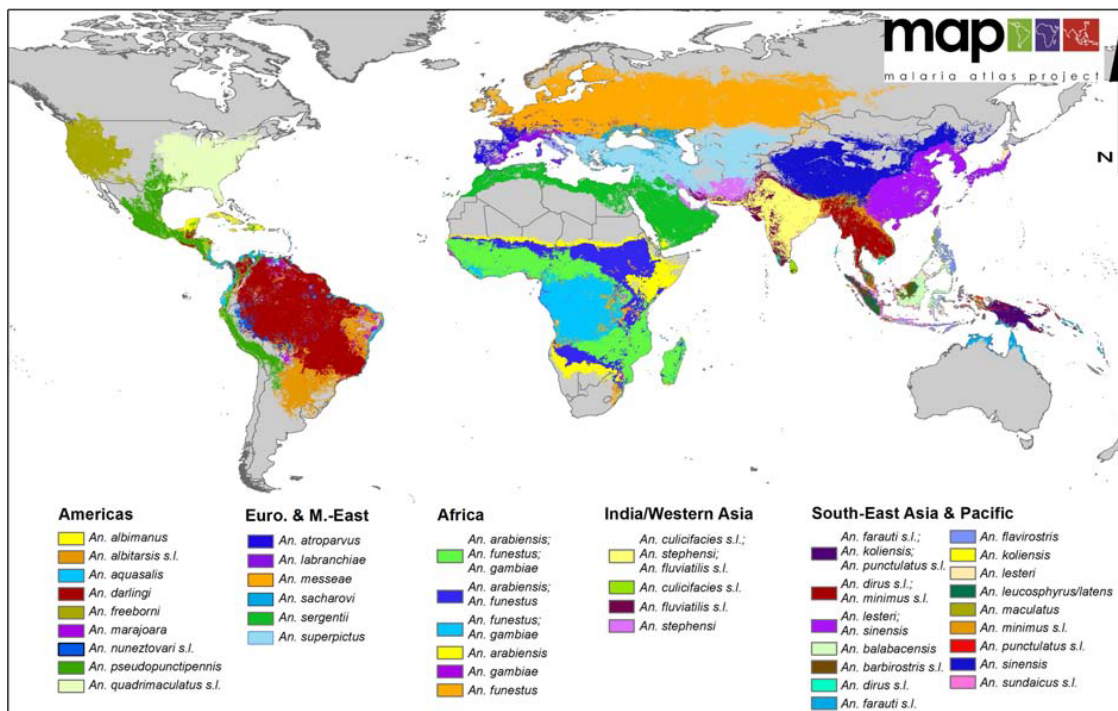 map
malaria atlas project
N
Americas
An. albimanus
An. albitarsis s.l.
An. aquasalis
An. darlingi
An. freeborni
An. marajoara
An. nuneztovari s.l.
An. pseudopunctipennis
An. quadrimaculatus s.l.
Euro. & M.-East
An. atroparvus
An. labranchiae
An. messeae
An. sacharovi
An. sergentii
An. superpictus
Africa
An. arabiensis;
An. funestus;
An. gambiae
An. arabiensis;
An. funestus
An. funestus;
An. gambiae
An. arabiensis
An. gambiae
An. funestus
India/Western Asia
An. culicifacies s.l.;
An. stephensi;
An. fluviatilis s.l.
An. culicifacies s.l.
An. fluviatilis s.l.
An. stephensi
South-East Asia & Pacific
An. farauti s.l.;
An. koliensis;
An. punctulatus s.l.
An. dirus s.l.;
An. minimus s.l.
An. lesteri;
An. sinensis
An. balabacensis
An. barbirostris s.l.
An. dirus s.l.
An. farauti s.l.
An. flavirostris
An. koliensis
An. lesteri
An. leucosphyrus/latens
An. maculatus
An. minimus s.l.
An. punctulatus s.l.
An. sinensis
An. sundaicus s.l.